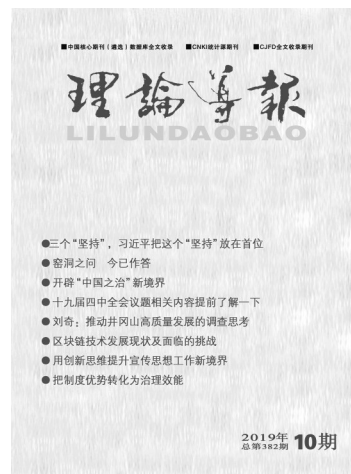 ■中国核心期刊（遴选）数据库全文收录 ■CNKI统计源期刊 ■CJFD全文收录期刊
理論导報
LILUNDAOBAO
●三个“坚持”，习近平把这个“坚持”放在首位
●窑洞之问 今已作答
●开辟“中国之治”新境界
●十九届四中全会议题相关内容提前了解一下
●刘奇：推动井冈山高质量发展的调查思考
●区块链技术发展现状及面临的挑战
●用创新思维提升宣传思想工作新境界
●把制度优势转化为治理效能
2019年
总第382期 10期